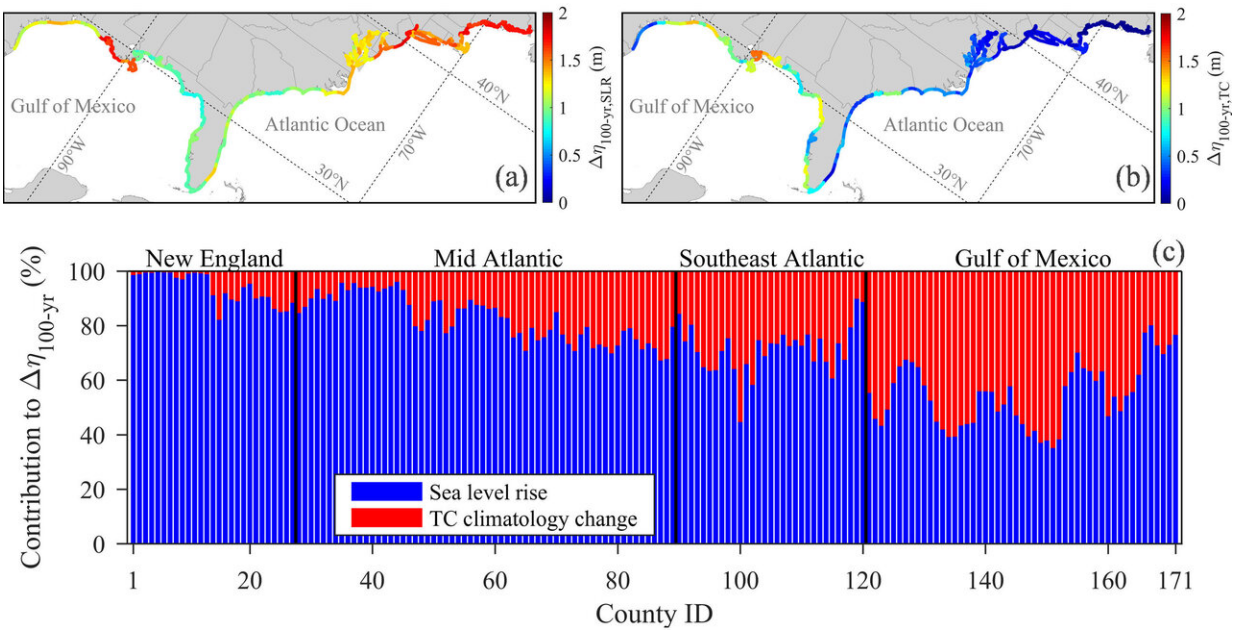 Gulf of Mexico
Atlantic Ocean
90°W
30°N
70°W
40°N
(a)
2
1.5
1
0.5
0
Δη100-yr,SLR (m)
Gulf of Mexico
Atlantic Ocean
90°W
30°N
70°W
40°N
(b)
2
1.5
1
0.5
0
Δη100-yr,TC (m)
New England
Mid Atlantic
Southeast Atlantic
Gulf of Mexico
(c)
Contribution to Δη100-yr (%)
100
80
60
40
20
0
Sea level rise
TC climatology change
1 20 40 60 80 100 120 140 160 171
County ID